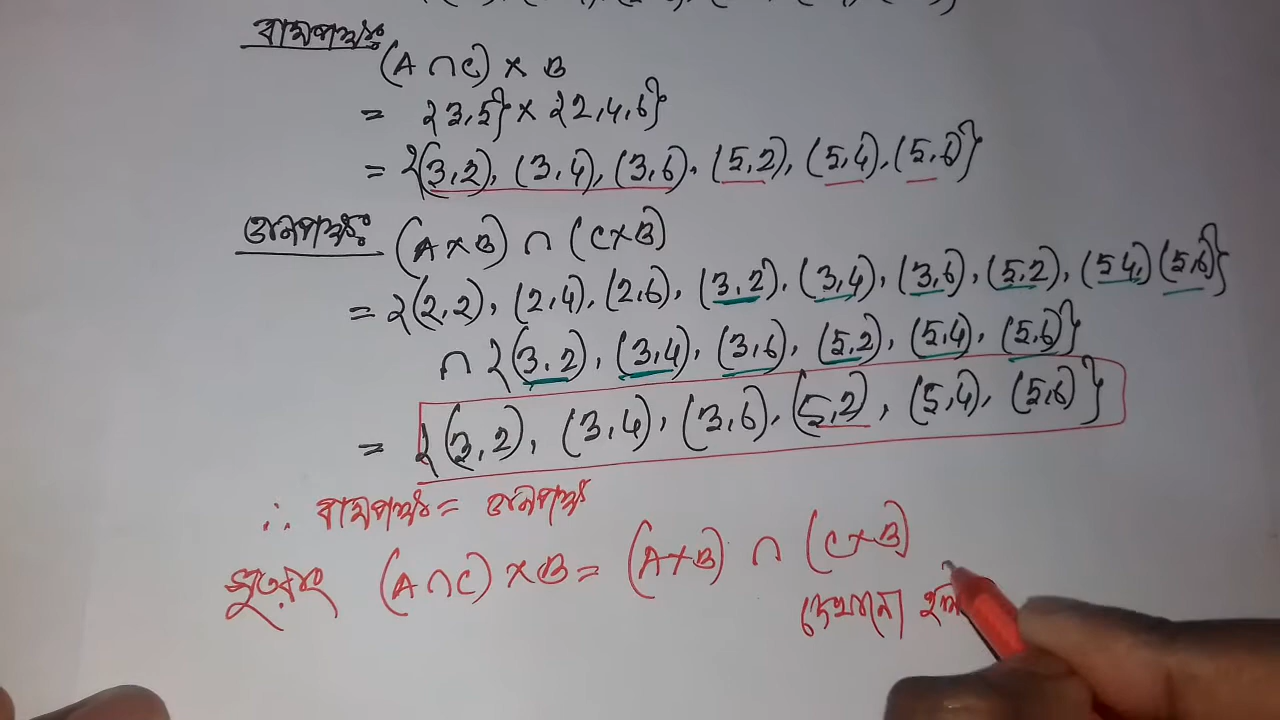 বামপক্ষঃ
(A ∩ C) × B
= {3,5} × {2,4,6}
= {(3,2), (3,4), (3,6), (5,2), (5,4), (5,6)}
ডানপক্ষঃ (A×B) ∩ (C×B)
= {(2,2), (2,4), (2,6), (3,2), (3,4), (3,6), (5,2), (5,4), (5,6)}
∩ {(3,2), (3,4), (3,6), (5,2), (5,4), (5,6)}
= {(3,2), (3,4), (3,6), (5,2), (5,4), (5,6)}
∴ বামপক্ষ = ডানপক্ষ
সুতরাং (A∩C) × B = (A×B) ∩ (C×B)
দেখানো হল